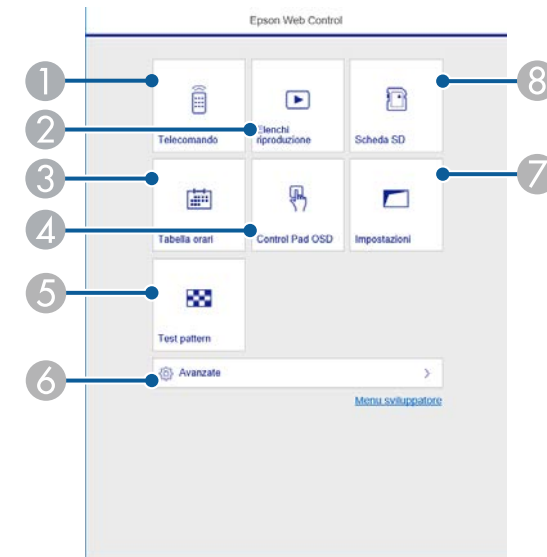 Epson Web Control
1
8
2
Telecomando
Elenchi
riproduzione
Scheda SD
3
7
4
Tabella orari
Control Pad OSD
Impostazioni
5
Test pattern
6
Avanzate
Menu sviluppatore